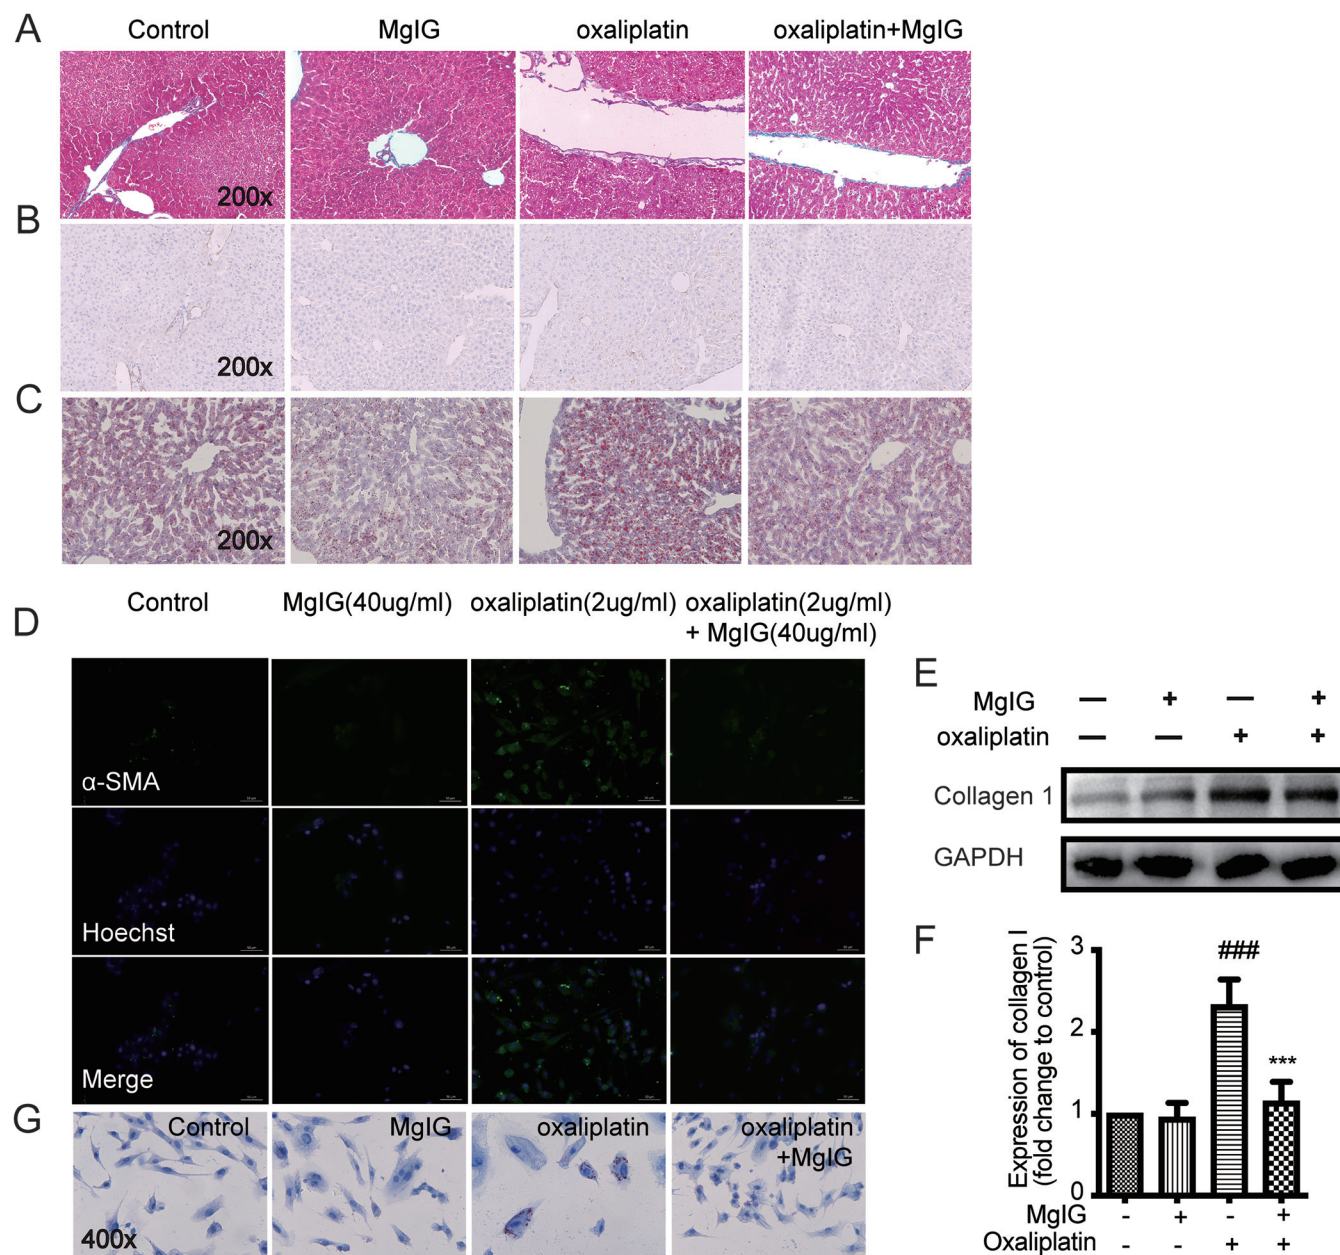 A
Control MgIG oxaliplatin oxaliplatin+MgIG
200x
B
200x
C
200x
Control MgIG(40ug/ml) oxaliplatin(2ug/ml) oxaliplatin(2ug/ml)
+ MgIG(40ug/ml)
D
α-SMA
Hoechst
Merge
E
MgIG — + — +
oxaliplatin — — + +
Collagen 1
GAPDH
F
Expression of collagen I
(fold change to control)
3
2
1
0
###
***
MgIG - + - +
Oxaliplatin - - + +
G
Control MgIG oxaliplatin oxaliplatin
+MgIG
400x